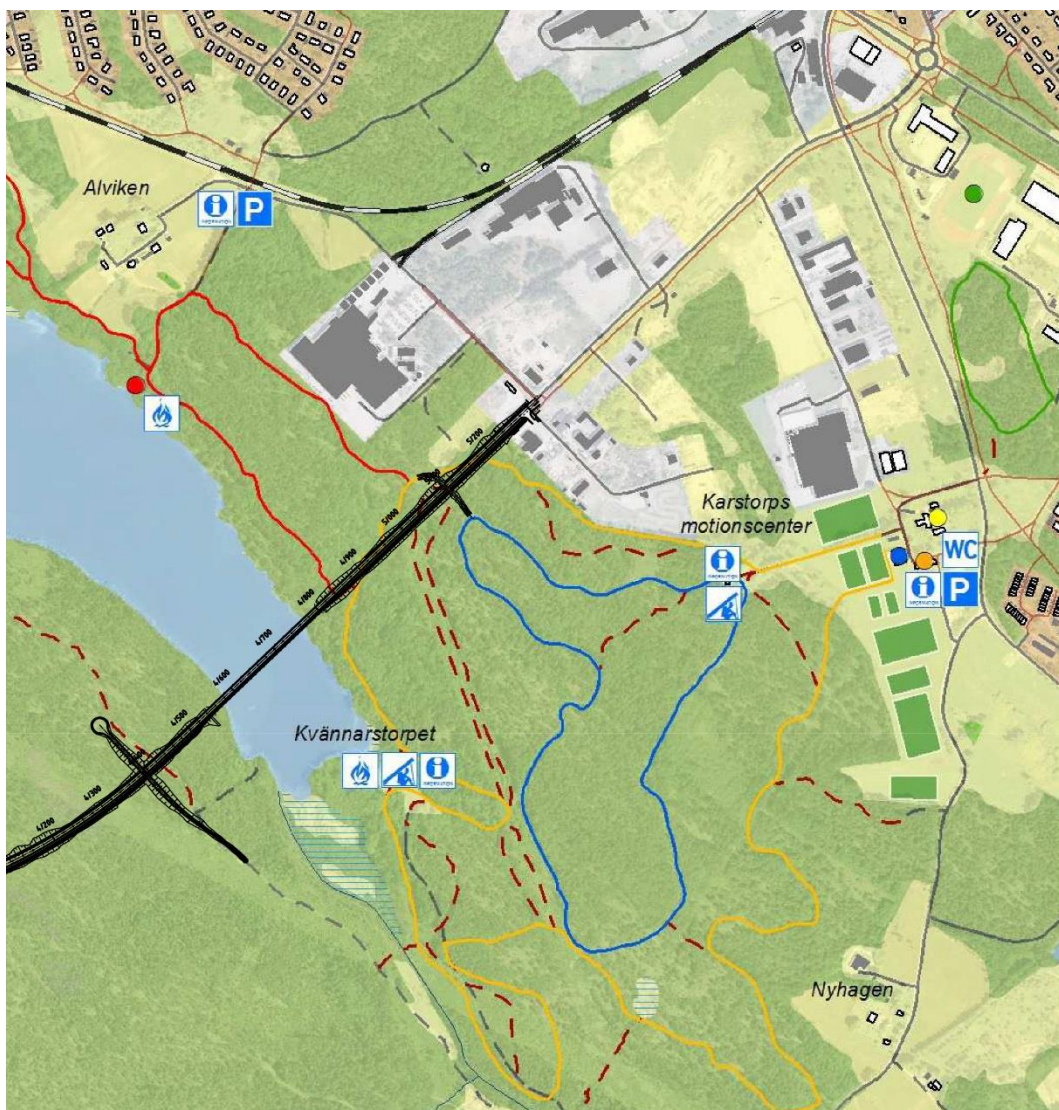 Alviken
i
P
5/200
5/000
4/900
4/800
4/700
4/600
4/500
4/300
4/200
Karstorps
motionscenter
i
WC
i
P
Kvännarstorpet
i
Nyhagen